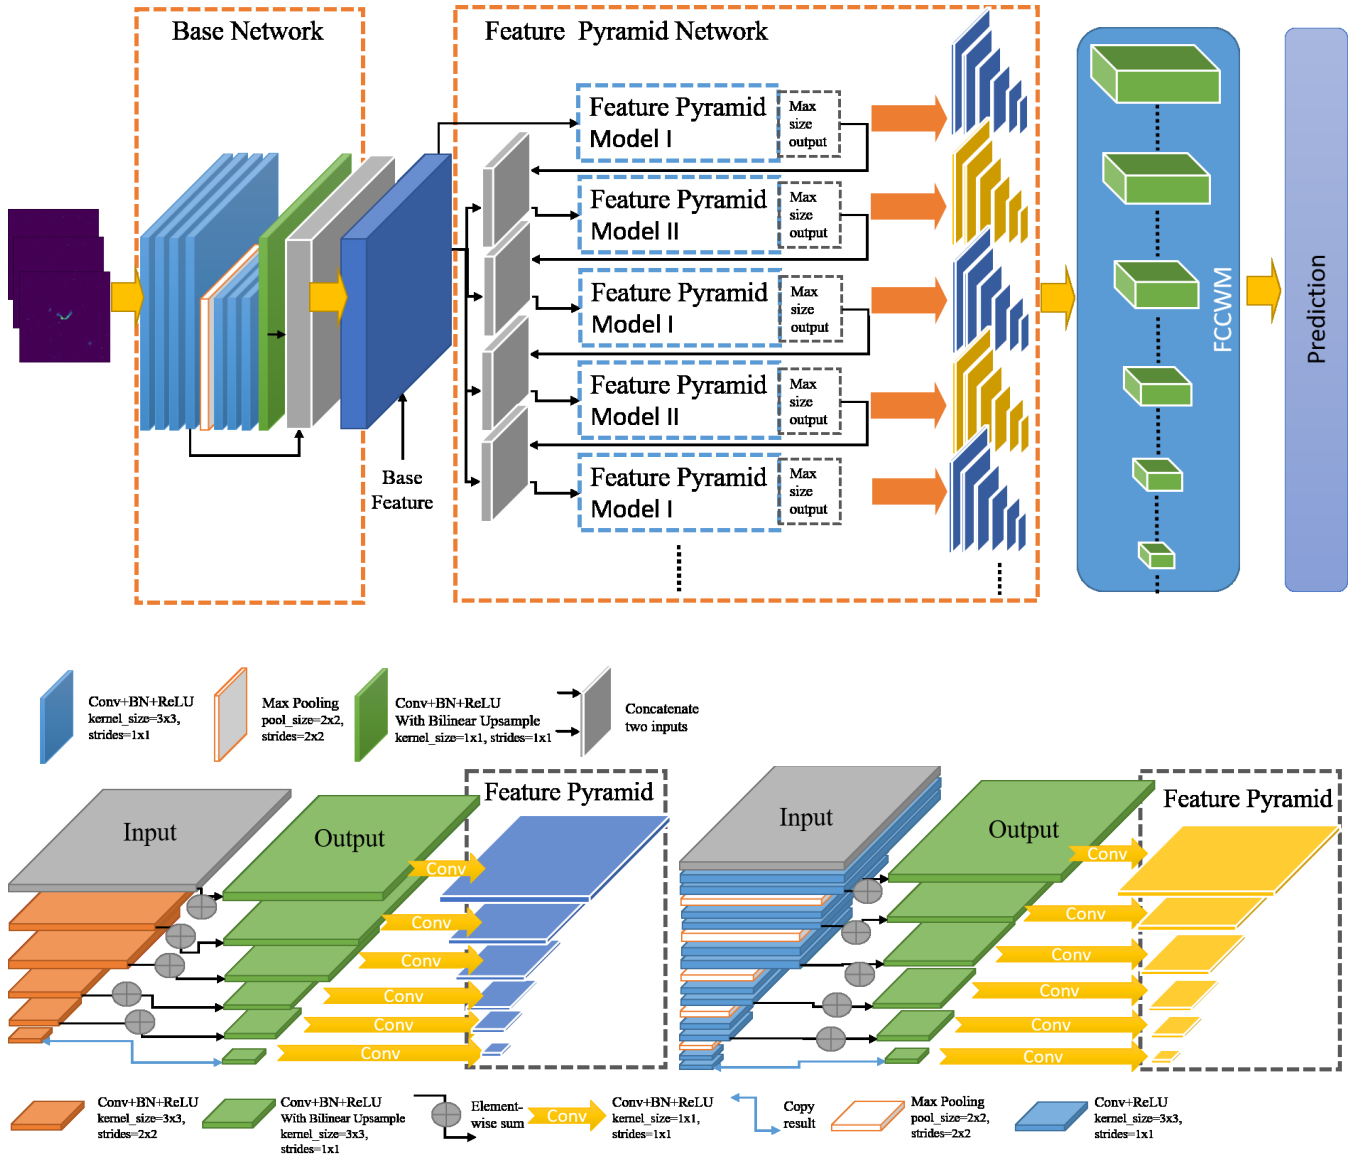 Base Network
Feature Pyramid Network
Feature Pyramid
Model I
Max
size
output
Feature Pyramid
Model II
Max
size
output
Feature Pyramid
Model I
Max
size
output
Feature Pyramid
Model II
Max
size
output
Feature Pyramid
Model I
Max
size
output
Base
Feature
FCCWM
Prediction
Conv+BN+ReLU
kernel_size=3x3,
strides=1x1
Max Pooling
pool_size=2x2,
strides=2x2
Conv+BN+ReLU
With Bilinear Upsample
kernel_size=1x1, strides=1x1
Concatenate
two inputs
Input
Output
Feature Pyramid
Conv
Conv
Conv
Conv
Conv
Conv
Input
Output
Feature Pyramid
Conv
Conv
Conv
Conv
Conv
Conv
Conv+BN+ReLU
kernel_size=3x3,
strides=2x2
Conv+BN+ReLU
With Bilinear Upsample
kernel_size=3x3,
strides=1x1
Element-
wise sum
Conv
Conv+BN+ReLU
kernel_size=1x1,
strides=1x1
Copy
result
Max Pooling
pool_size=2x2,
strides=2x2
Conv+ReLU
kernel_size=3x3,
strides=1x1